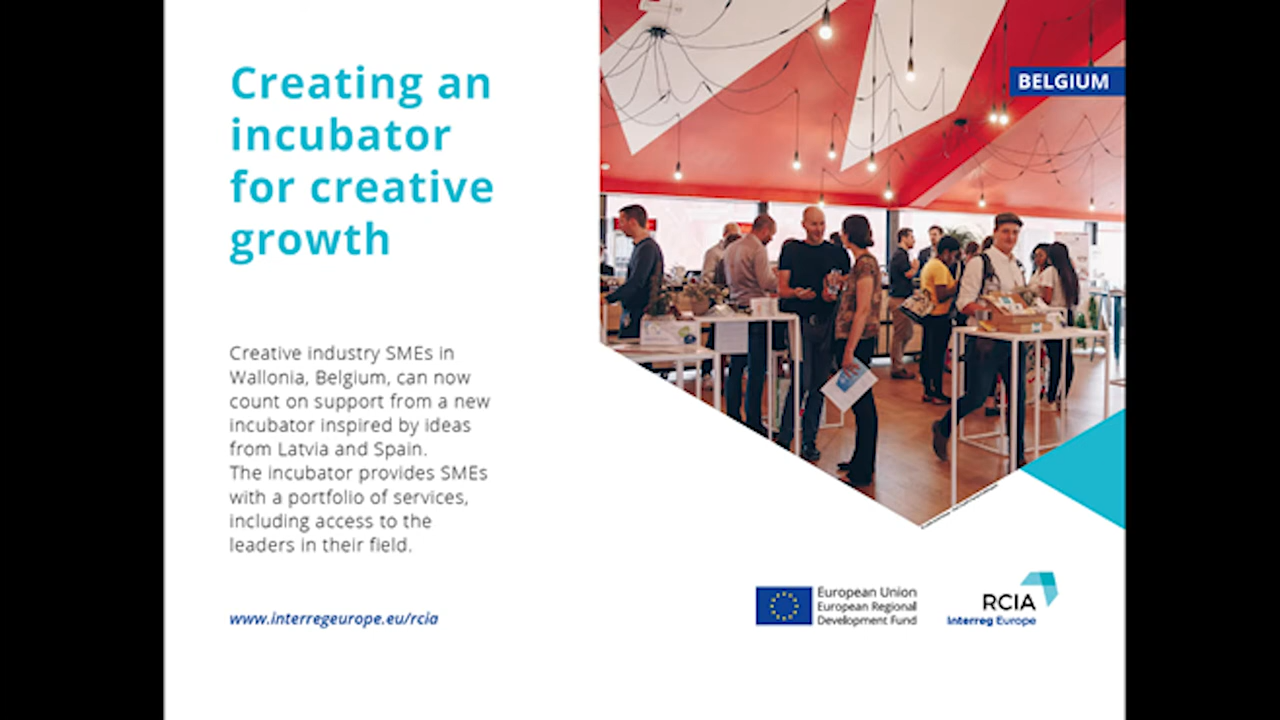 Creating an
incubator
for creative
growth
BELGIUM
Creative industry SMEs in
Wallonia, Belgium, can now
count on support from a new
incubator inspired by ideas
from Latvia and Spain.
The incubator provides SMEs
with a portfolio of services,
including access to the
leaders in their field.
www.interregeurope.eu/rcia
European Union
European Regional
Development Fund
RCIA
Interreg Europe